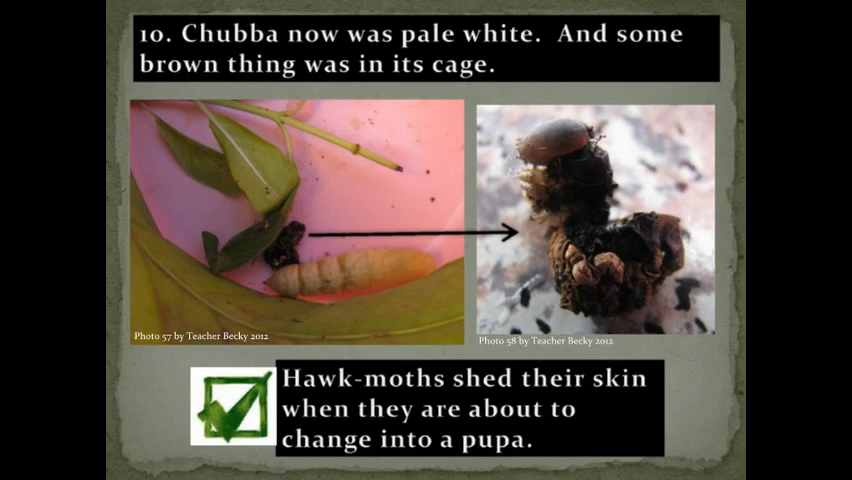 10. Chubba now was pale white. And some
brown thing was in its cage.
Photo 57 by Teacher Becky 2012
Photo 58 by Teacher Becky 2012
Hawk-moths shed their skin
when they are about to
change into a pupa.